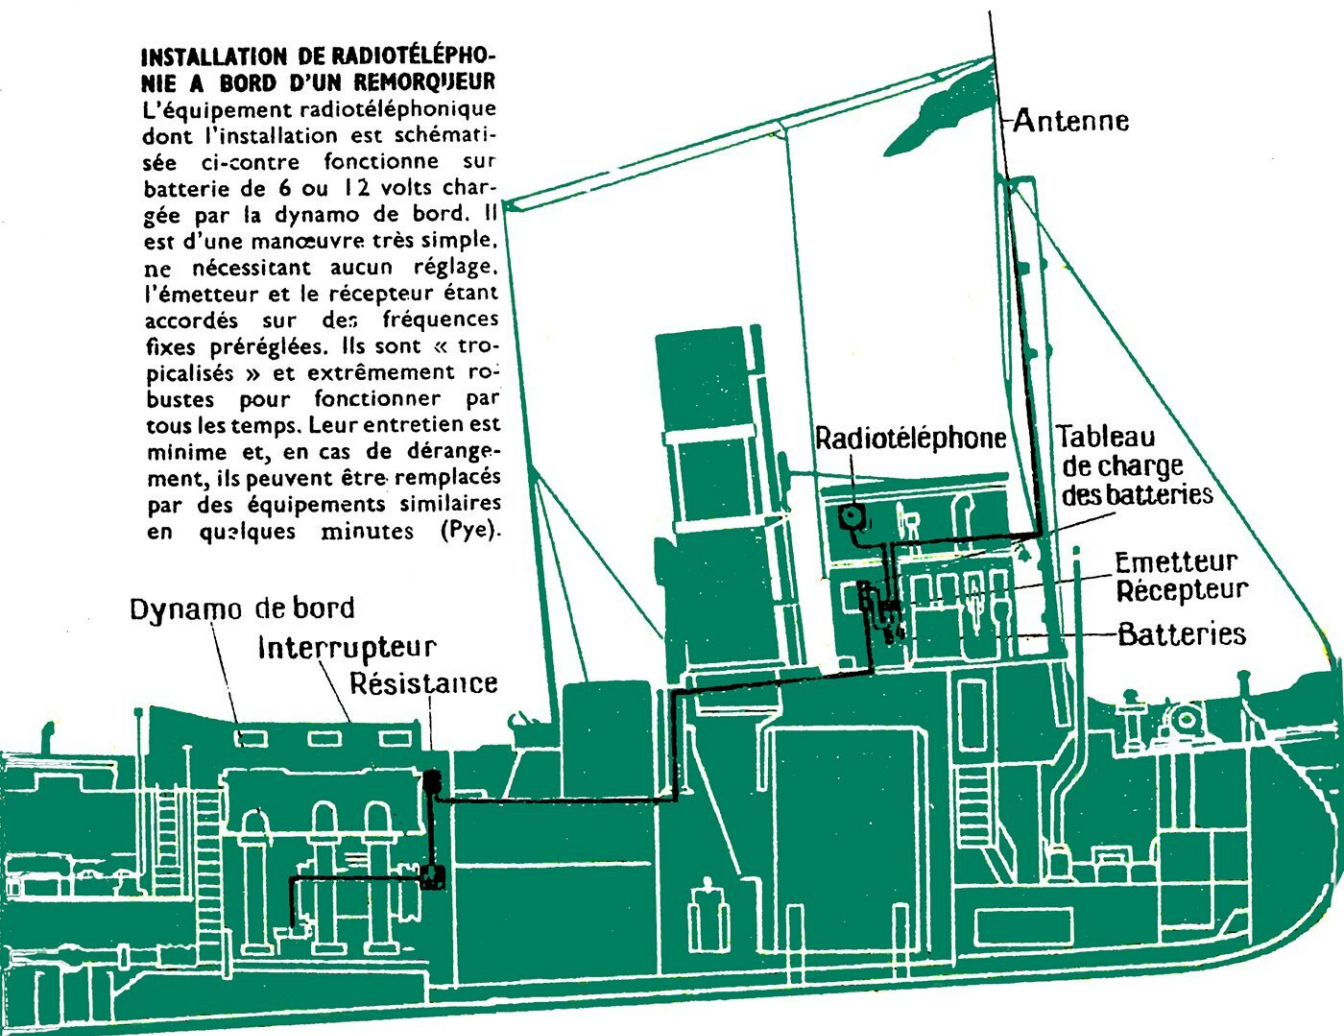 INSTALLATION DE RADIOTÉLÉPHO-
NIE A BORD D'UN REMORQUEUR
L'équipement radiotéléphonique
dont l'installation est schémati-
sée ci-contre fonctionne sur
batterie de 6 ou 12 volts char-
gée par la dynamo de bord. Il
est d'une manœuvre très simple,
ne nécessitant aucun réglage,
l'émetteur et le récepteur étant
accordés sur des fréquences
fixes préréglées. Ils sont « tro-
picalisés » et extrêmement ro-
bustes pour fonctionner par
tous les temps. Leur entretien est
minime et, en cas de dérange-
ment, ils peuvent être remplacés
par des équipements similaires
en quelques minutes (Pye).
Antenne
Radiotéléphone
Tableau
de charge
des batteries
Emetteur
Récepteur
Batteries
Dynamo de bord
Interrupteur
Résistance